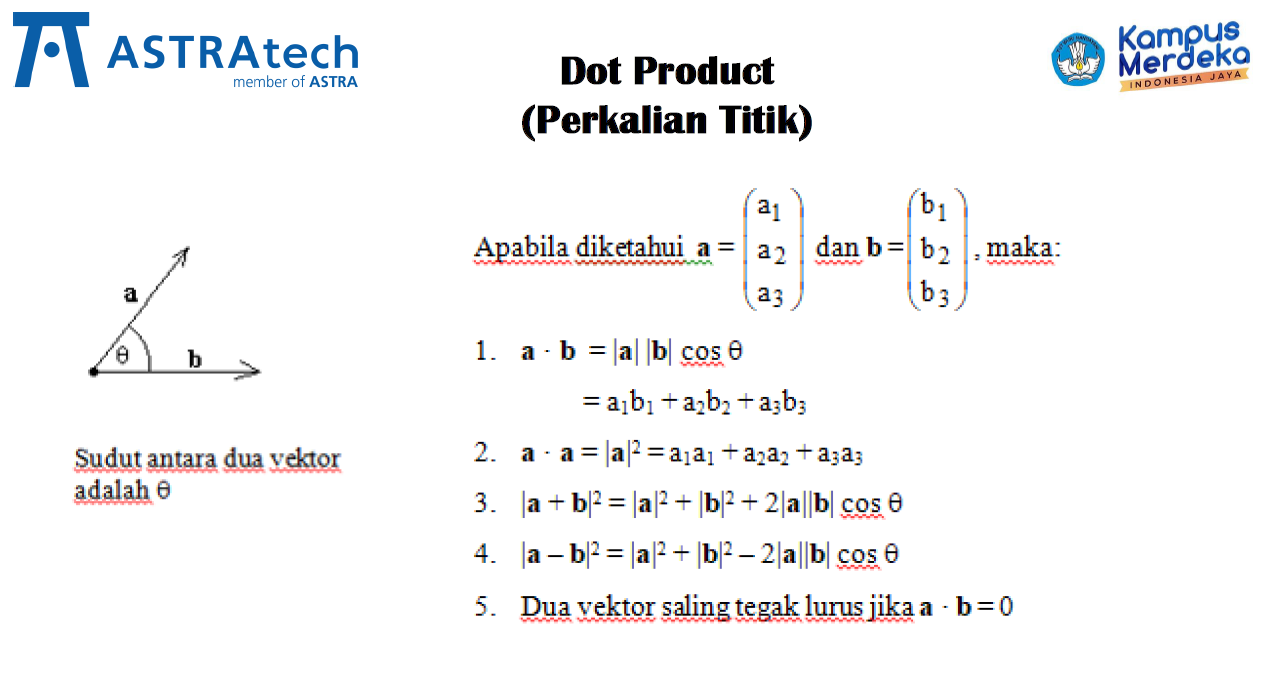 ASTRAtech
member of ASTRA
Kampus
Merdeka
INDONESIA JAYA
Dot Product
(Perkalian Titik)
a
θ
b
Sudut antara dua vektor
adalah θ
Apabila diketahui a = (a₁ a₂ a₃) dan b = (b₁ b₂ b₃), maka:
1. a · b = |a| |b| cos θ
= a₁b₁ + a₂b₂ + a₃b₃
2. a · a = |a|² = a₁a₁ + a₂a₂ + a₃a₃
3. |a + b|² = |a|² + |b|² + 2|a||b| cos θ
4. |a – b|² = |a|² + |b|² – 2|a||b| cos θ
5. Dua vektor saling tegak lurus jika a · b = 0